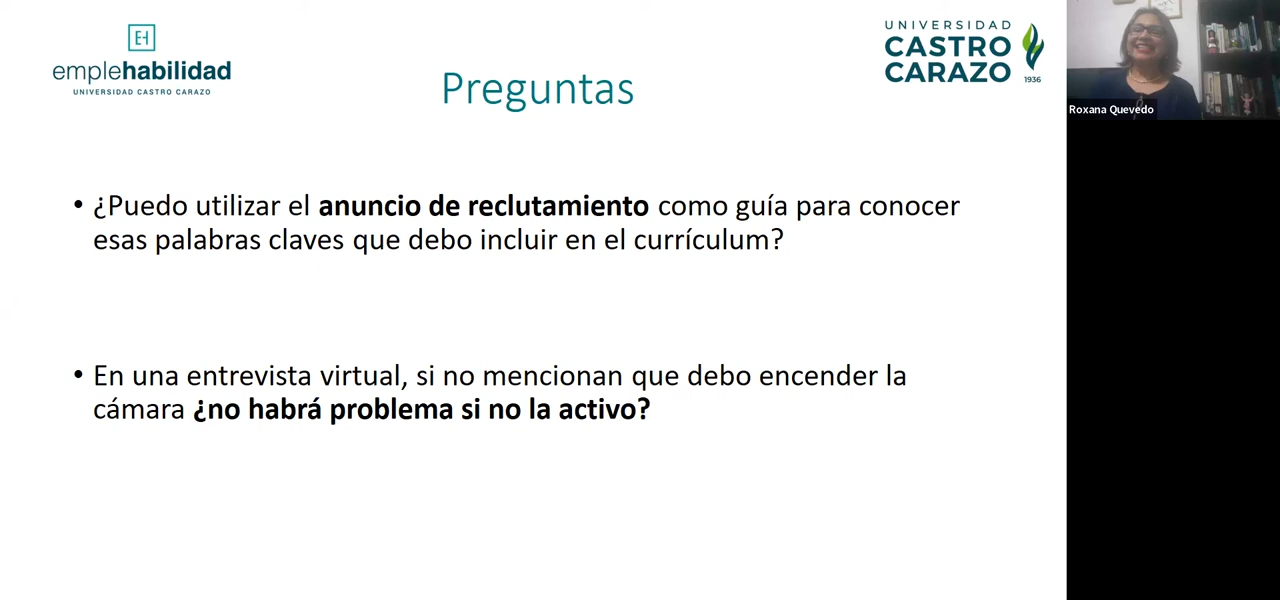 EH
emplehabilidad
UNIVERSIDAD CASTRO CARAZO
Preguntas
UNIVERSIDAD
CASTRO
CARAZO
1936
Roxana Quevedo
• ¿Puedo utilizar el anuncio de reclutamiento como guía para conocer
esas palabras claves que debo incluir en el currículum?
• En una entrevista virtual, si no mencionan que debo encender la
cámara ¿no habrá problema si no la activo?